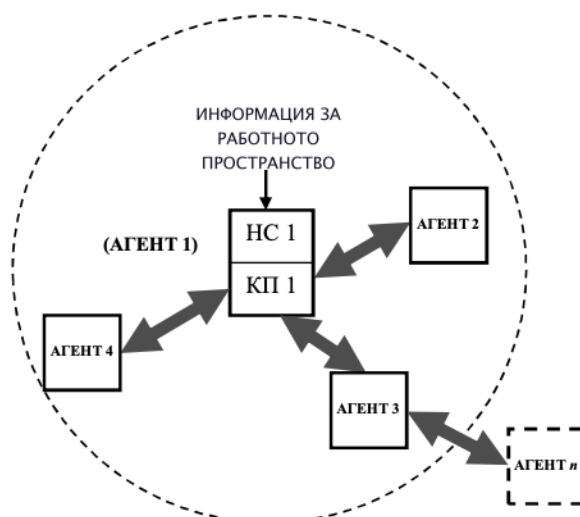 ИНФОРМАЦИЯ ЗА
РАБОТНОТО
ПРОСТРАНСТВО
(АГЕНТ 1)
НС 1
АГЕНТ 2
КП 1
АГЕНТ 4
АГЕНТ 3
АГЕНТ n